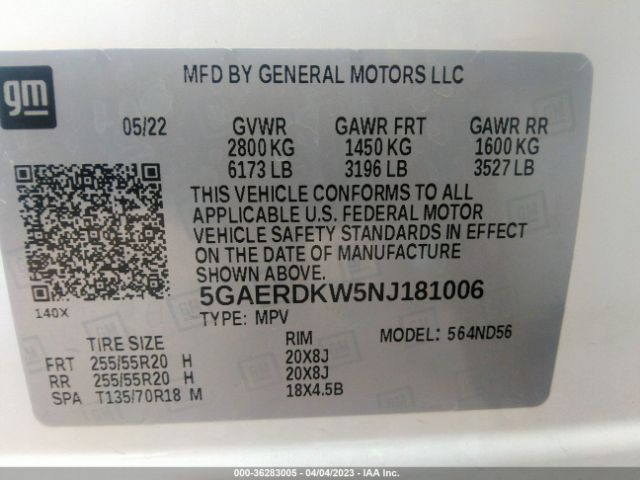 gm
MFD BY GENERAL MOTORS LLC
05/22 GVWR GAWR FRT GAWR RR
2800 KG 1450 KG 1600 KG
6173 LB 3196 LB 3527 LB
THIS VEHICLE CONFORMS TO ALL
APPLICABLE U.S. FEDERAL MOTOR
VEHICLE SAFETY STANDARDS IN EFFECT
ON THE DATE OF MANUFACTURE
SHOWN ABOVE.
140X
5GAERDKW5NJ181006
TYPE: MPV MODEL: 564ND56
TIRE SIZE RIM
FRT 255/55R20 H 20X8J
RR 255/55R20 H 20X8J
SPA T135/70R18 M 18X4.5B
000-36283005 - 04/04/2023 - IAA Inc.